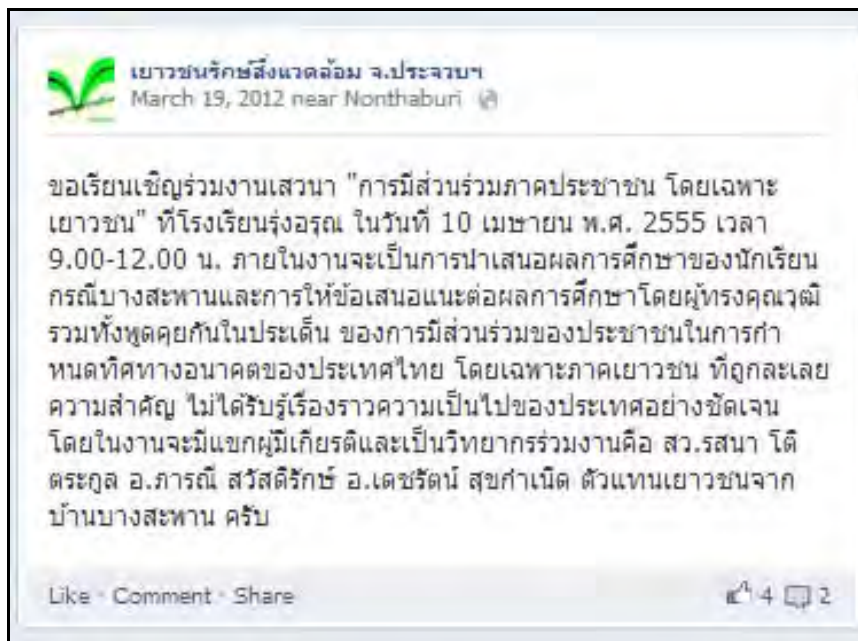 เยาวชนรักษ์สิ่งแวดล้อม จ.ประจวบฯ
March 19, 2012 near Nonthaburi
ขอเรียนเชิญร่วมงานเสวนา "การมีส่วนร่วมภาคประชาชน โดยเฉพาะ
เยาวชน" ที่โรงเรียนรุ่งอรุณ ในวันที่ 10 เมษายน พ.ศ. 2555 เวลา
9.00-12.00 น. ภายในงานจะเป็นการนำเสนอผลการศึกษาของนักเรียน
กรณีบางสะพานและการให้ข้อเสนอแนะต่อผลการศึกษาโดยผู้ทรงคุณวุฒิ
รวมทั้งพูดคุยกันในประเด็น ของการมีส่วนร่วมของประชาชนในการกำ
หนดทิศทางอนาคตของประเทศไทย โดยเฉพาะภาคเยาวชน ที่ถูกละเลย
ความสำคัญ ไม่ได้รับรู้เรื่องราวความเป็นไปของประเทศอย่างชัดเจน
โดยในงานจะมีแขกผู้มีเกียรติและเป็นวิทยากรร่วมงานคือ สว.รสนา โต
ตระกูล อ.ภารณี สวัสดิรักษ์ อ.เดชรัตน์ สุขกำเนิด ตัวแทนเยาวชนจาก
บ้านบางสะพาน ครับ
Like · Comment · Share 4 2